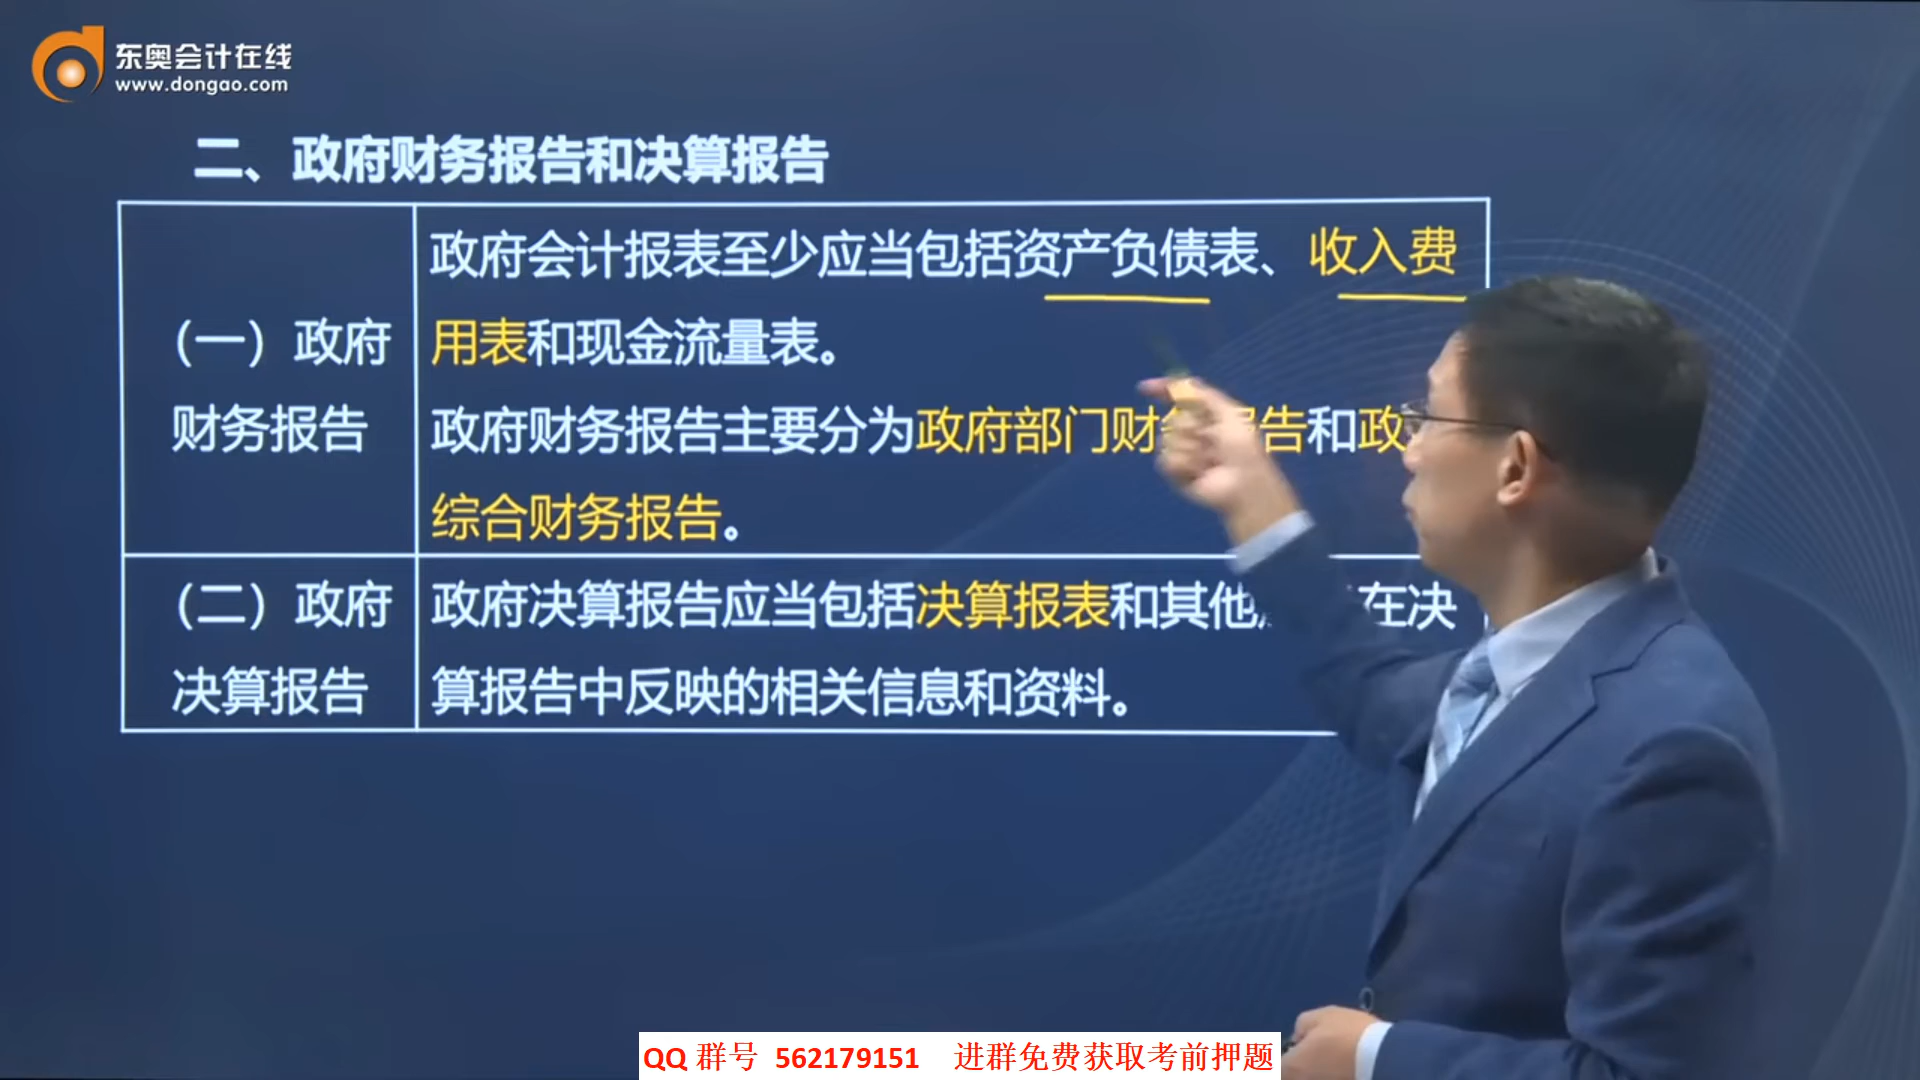 东奥会计在线
www.dongao.com
二、政府财务报告和决算报告
(一)政府
财务报告
政府会计报表至少应当包括资产负债表、收入费
用表和现金流量表。
政府财务报告主要分为政府部门财 告和政
综合财务报告。
(二)政府
决算报告
政府决算报告应当包括决算报表和其他 在决
算报告中反映的相关信息和资料。
QQ 群号 562179151 进群免费获取考前押题